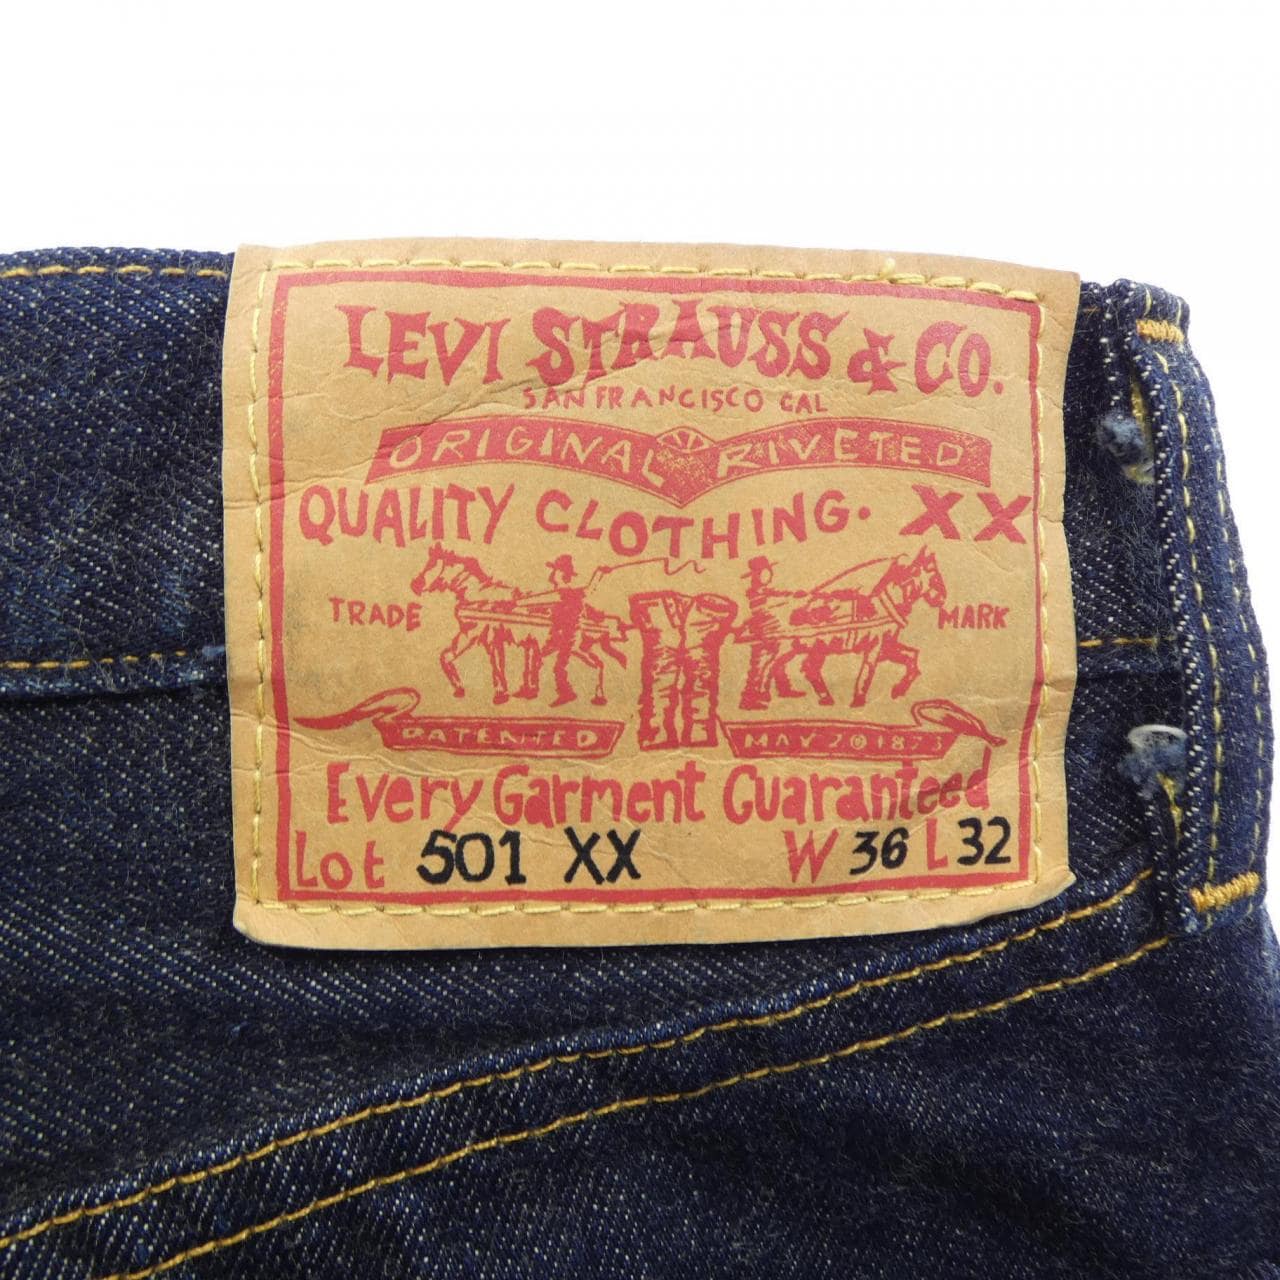 LEVI STRAUSS & CO.
SAN FRANCISCO CAL
ORIGINAL RIVETED
QUALITY CLOTHING. XX
TRADE MARK
PATENTED MAY 20 1873
Every Garment Guaranteed
Lot 501 XX W 36 L 32